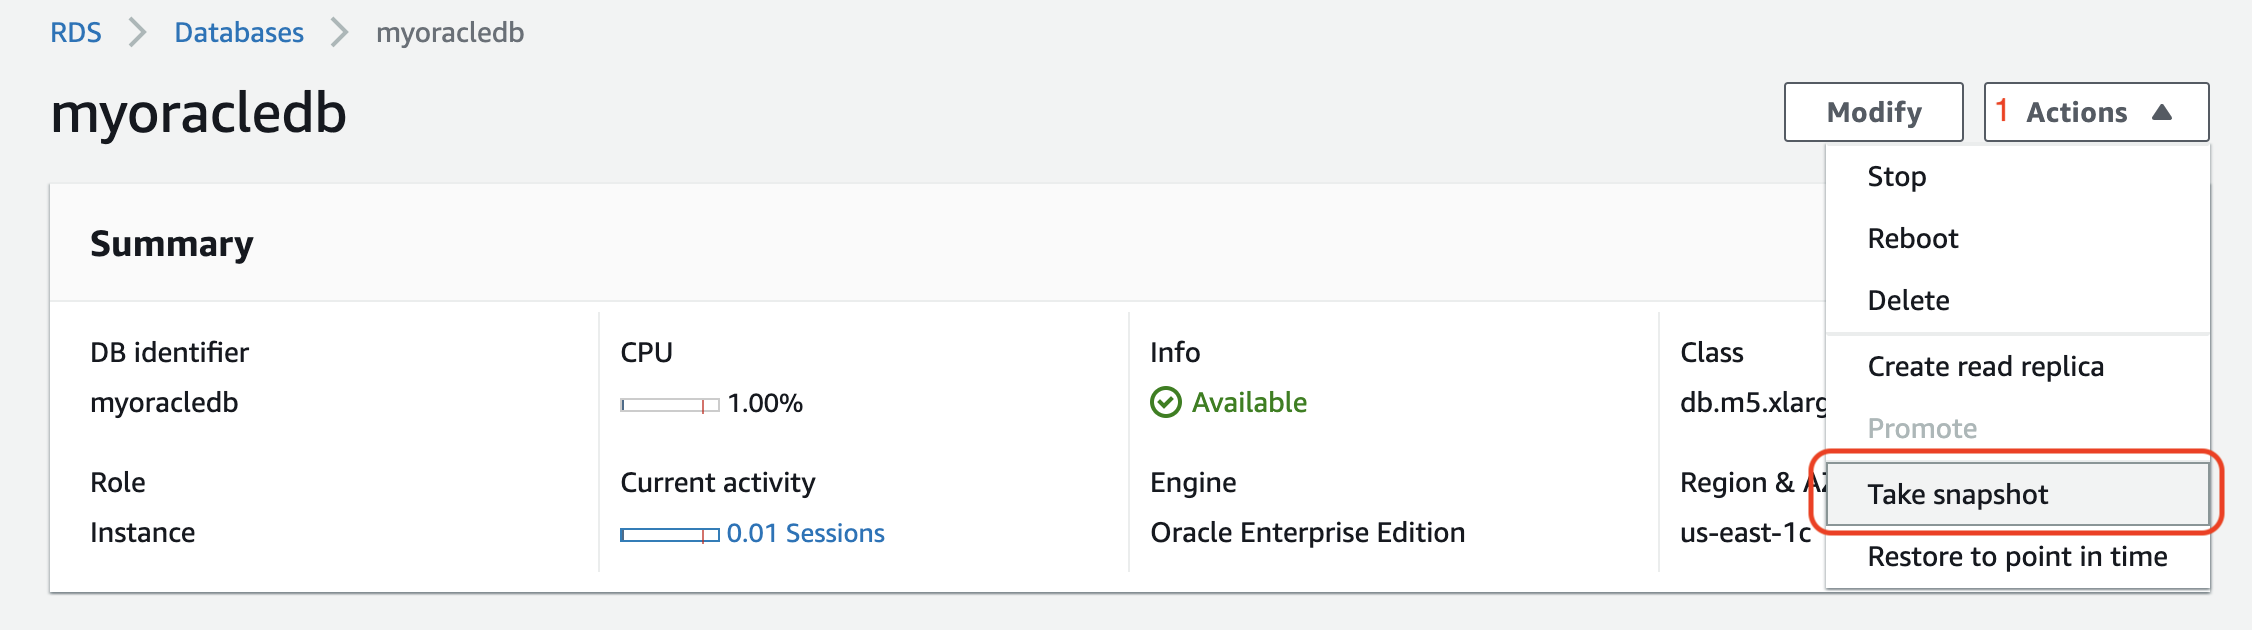 RDS > Databases > myoracledb
myoracledb
Modify
1 Actions
Stop
Reboot
Delete
Create read replica
Promote
Take snapshot
Restore to point in time
Summary
DB identifier
myoracledb
CPU
1.00%
Info
Available
Class
db.m5.xlarg
Role
Instance
Current activity
0.01 Sessions
Engine
Oracle Enterprise Edition
Region & AZ
us-east-1c